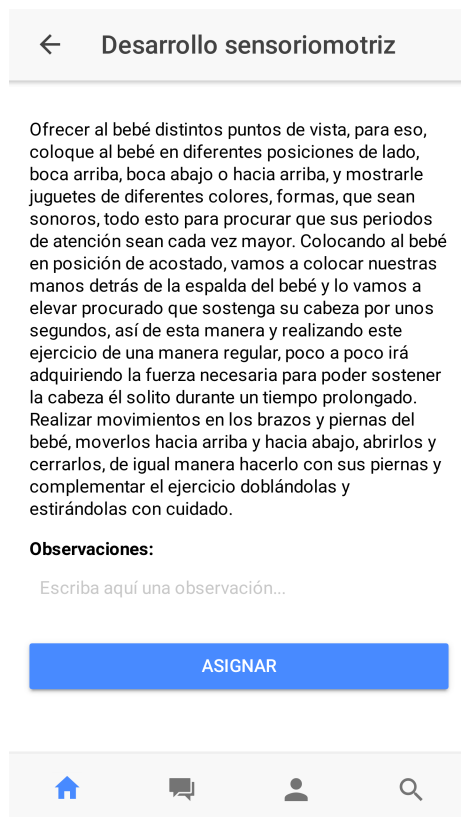 Desarrollo sensoriomotriz
Ofrecer al bebé distintos puntos de vista, para eso,
coloque al bebé en diferentes posiciones de lado,
boca arriba, boca abajo o hacia arriba, y mostrarle
juguetes de diferentes colores, formas, que sean
sonoros, todo esto para procurar que sus periodos
de atención sean cada vez mayor. Colocando al bebé
en posición de acostado, vamos a colocar nuestras
manos detrás de la espalda del bebé y lo vamos a
elevar procurado que sostenga su cabeza por unos
segundos, así de esta manera y realizando este
ejercicio de una manera regular, poco a poco irá
adquiriendo la fuerza necesaria para poder sostener
la cabeza él solito durante un tiempo prolongado.
Realizar movimientos en los brazos y piernas del
bebé, moverlos hacia arriba y hacia abajo, abrirlos y
cerrarlos, de igual manera hacerlo con sus piernas y
complementar el ejercicio doblándolas y
estirándolas con cuidado.
Observaciones:
Escriba aquí una observación...
ASIGNAR